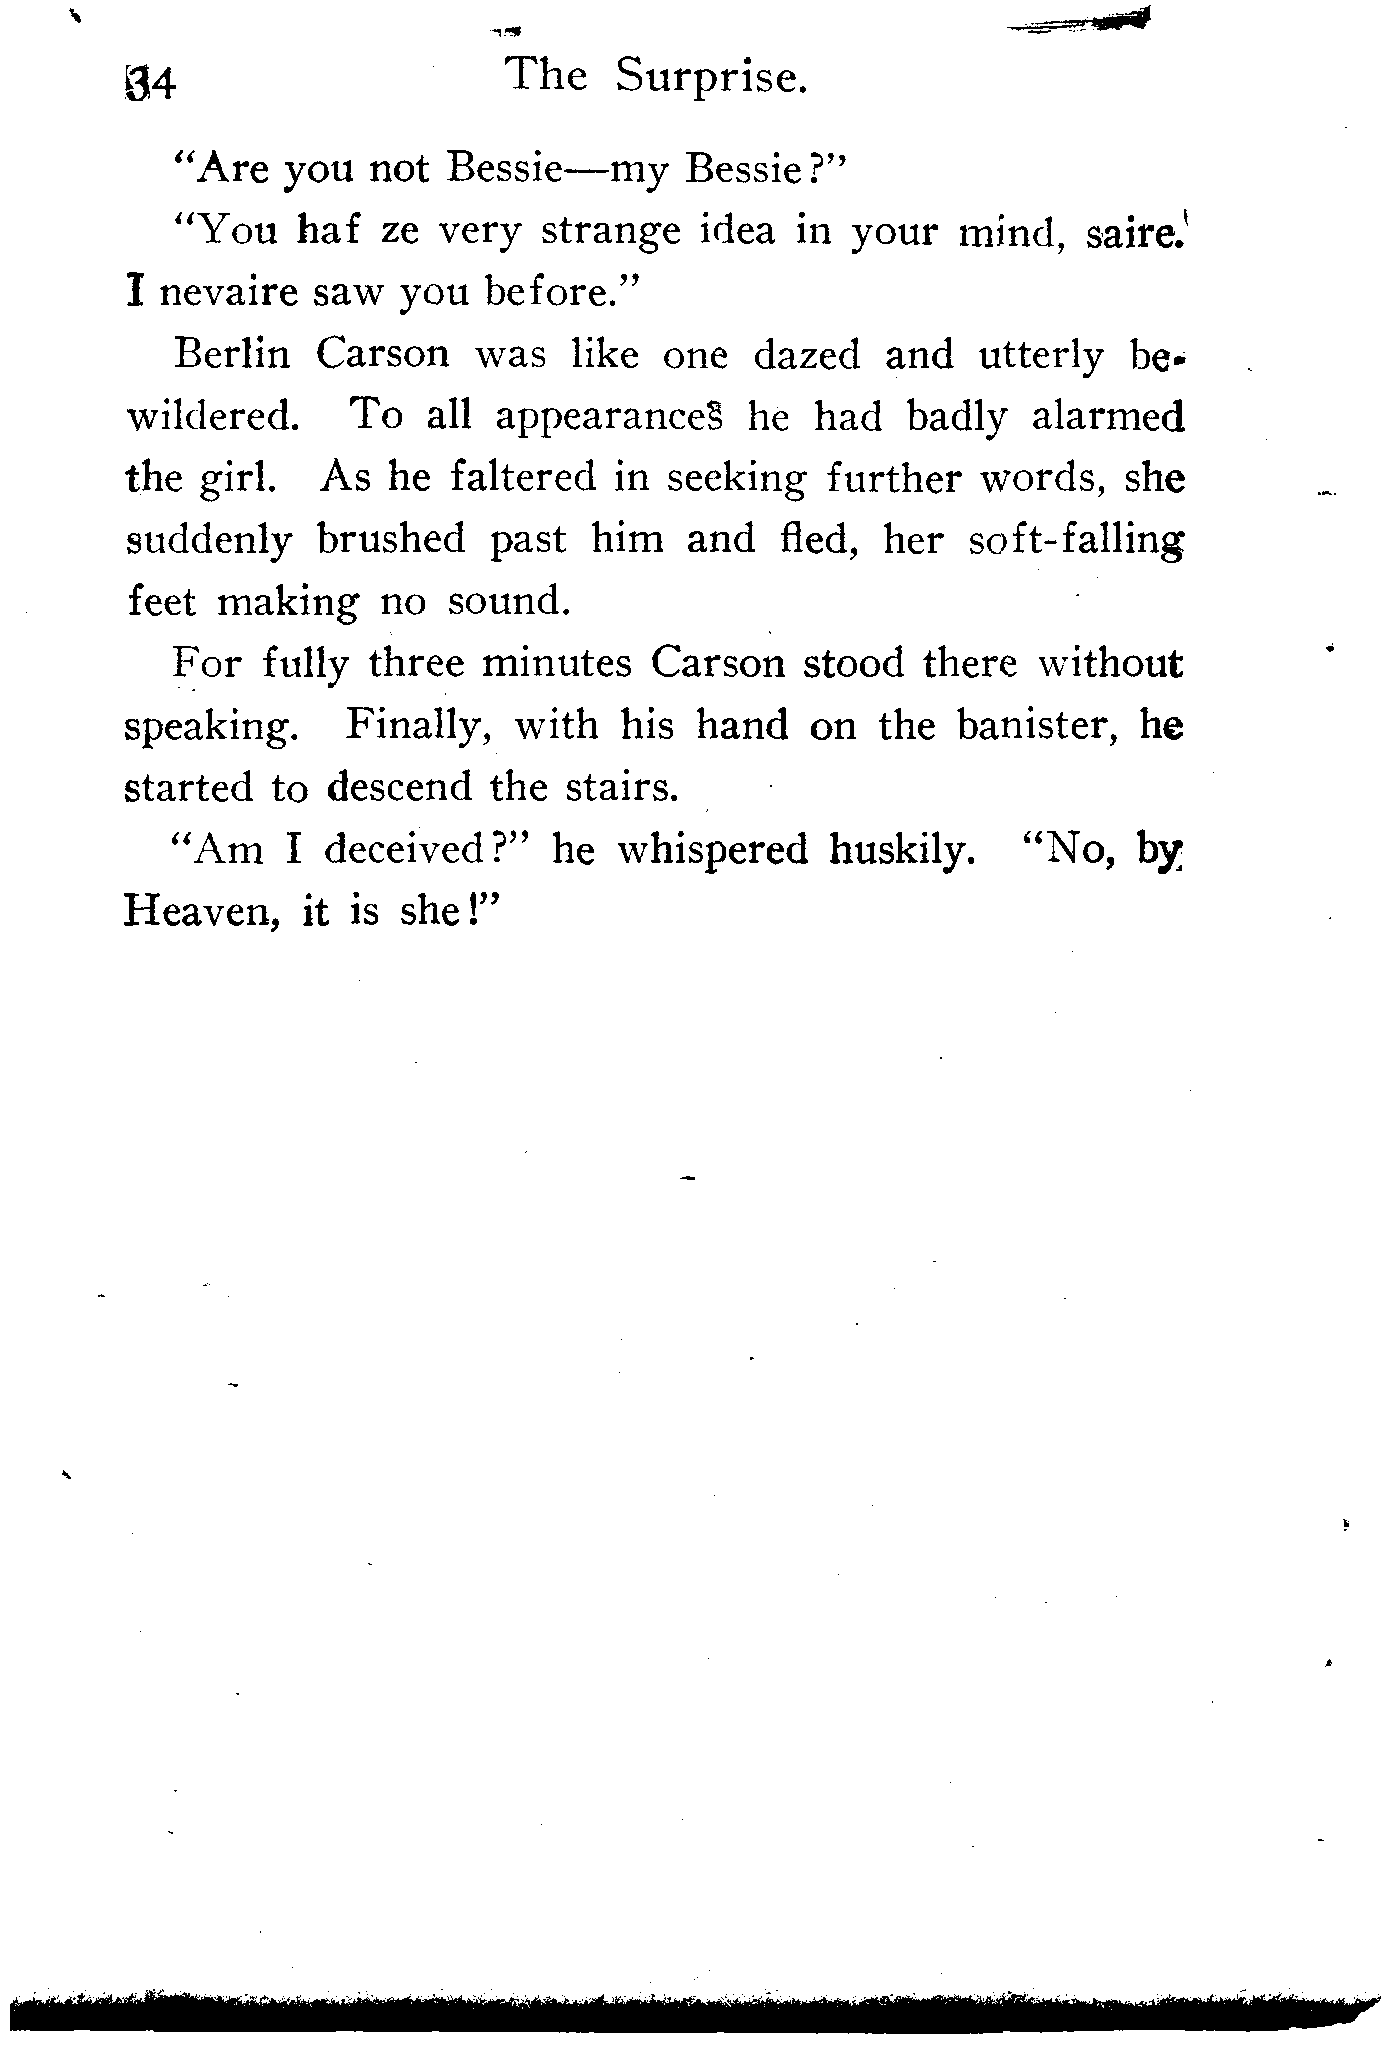 34 The Surprise.
"Are you not Bessie—my Bessie?"
"You haf ze very strange idea in your mind, saire.
I nevaire saw you before."
Berlin Carson was like one dazed and utterly be-
wildered. To all appearances he had badly alarmed
the girl. As he faltered in seeking further words, she
suddenly brushed past him and fled, her soft-falling
feet making no sound.
For fully three minutes Carson stood there without
speaking. Finally, with his hand on the banister, he
started to descend the stairs.
"Am I deceived?" he whispered huskily. "No, by
Heaven, it is she!"